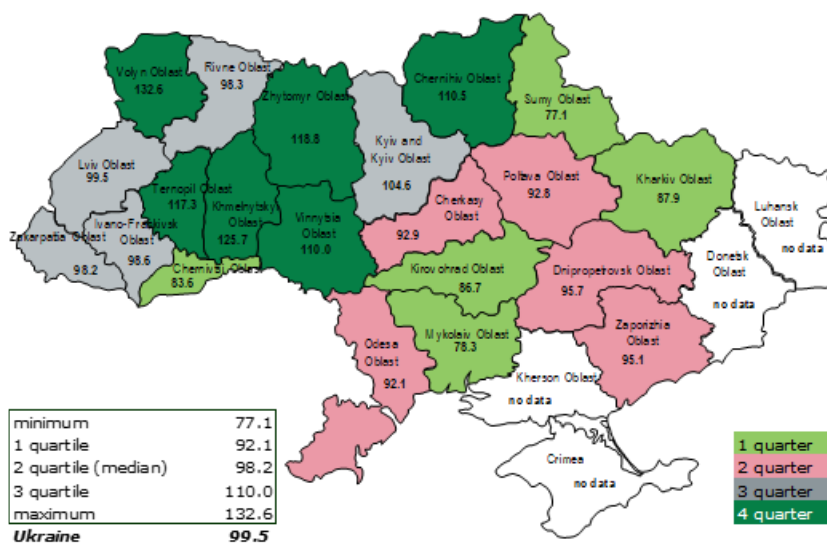 Volyn Oblast
132.6
Rivne Oblast
98.3
Zhytomyr Oblast
118.8
Kyiv and
Kyiv Oblast
104.6
Chernihiv Oblast
110.5
Sumy Oblast
77.1
Lviv Oblast
99.5
Ternopil Oblast
117.3
Khmelnytskyi
Oblast
125.7
Vinnytsia
Oblast
110.0
Cherkasy
Oblast
92.9
Poltava Oblast
92.8
Kharkiv Oblast
87.9
Luhansk
Oblast
no data
Zakarpattia Oblast
98.2
Ivano-Frankivsk
Oblast
98.6
Chernivtsi Oblast
83.6
Kirovohrad Oblast
86.7
Dnipropetrovsk Oblast
95.7
Donetsk
Oblast
no data
Odesa
Oblast
92.1
Mykolaiv Oblast
78.3
Zaporizhia
Oblast
95.1
Kherson Oblast
no data
Crimea
no data
minimum 77.1
1 quartile 92.1
2 quartile (median) 98.2
3 quartile 110.0
maximum 132.6
Ukraine 99.5
1 quarter
2 quarter
3 quarter
4 quarter